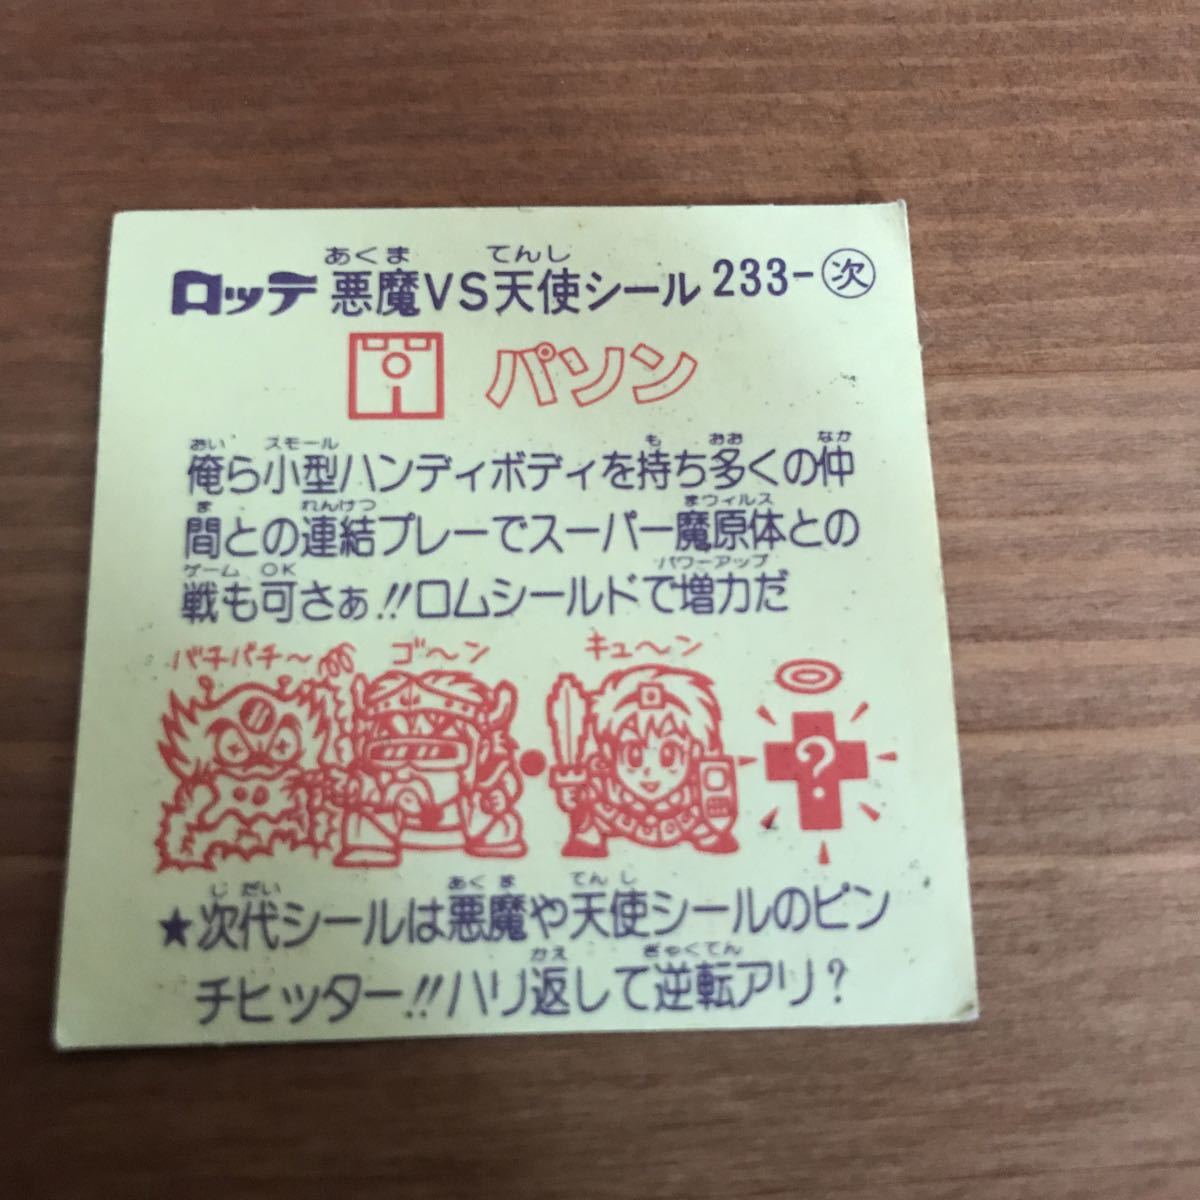 あくま てんし
ロッテ 悪魔VS天使シール 233-次
パソン
おい スモール も おお なか
俺ら小型ハンディボディを持ち多くの仲
ま れんけつ まウィルス
間との連結プレーでスーパー魔原体との
ゲーム OK パワーアップ
戦も可さぁ!!ロムシールドで増力だ
バチバチ〜 ゴ〜ン キュ〜ン
?
じだい あくま てんし
★次代シールは悪魔や天使シールのピン
かえ ぎゃくてん
チヒッター!!ハリ返して逆転アリ?